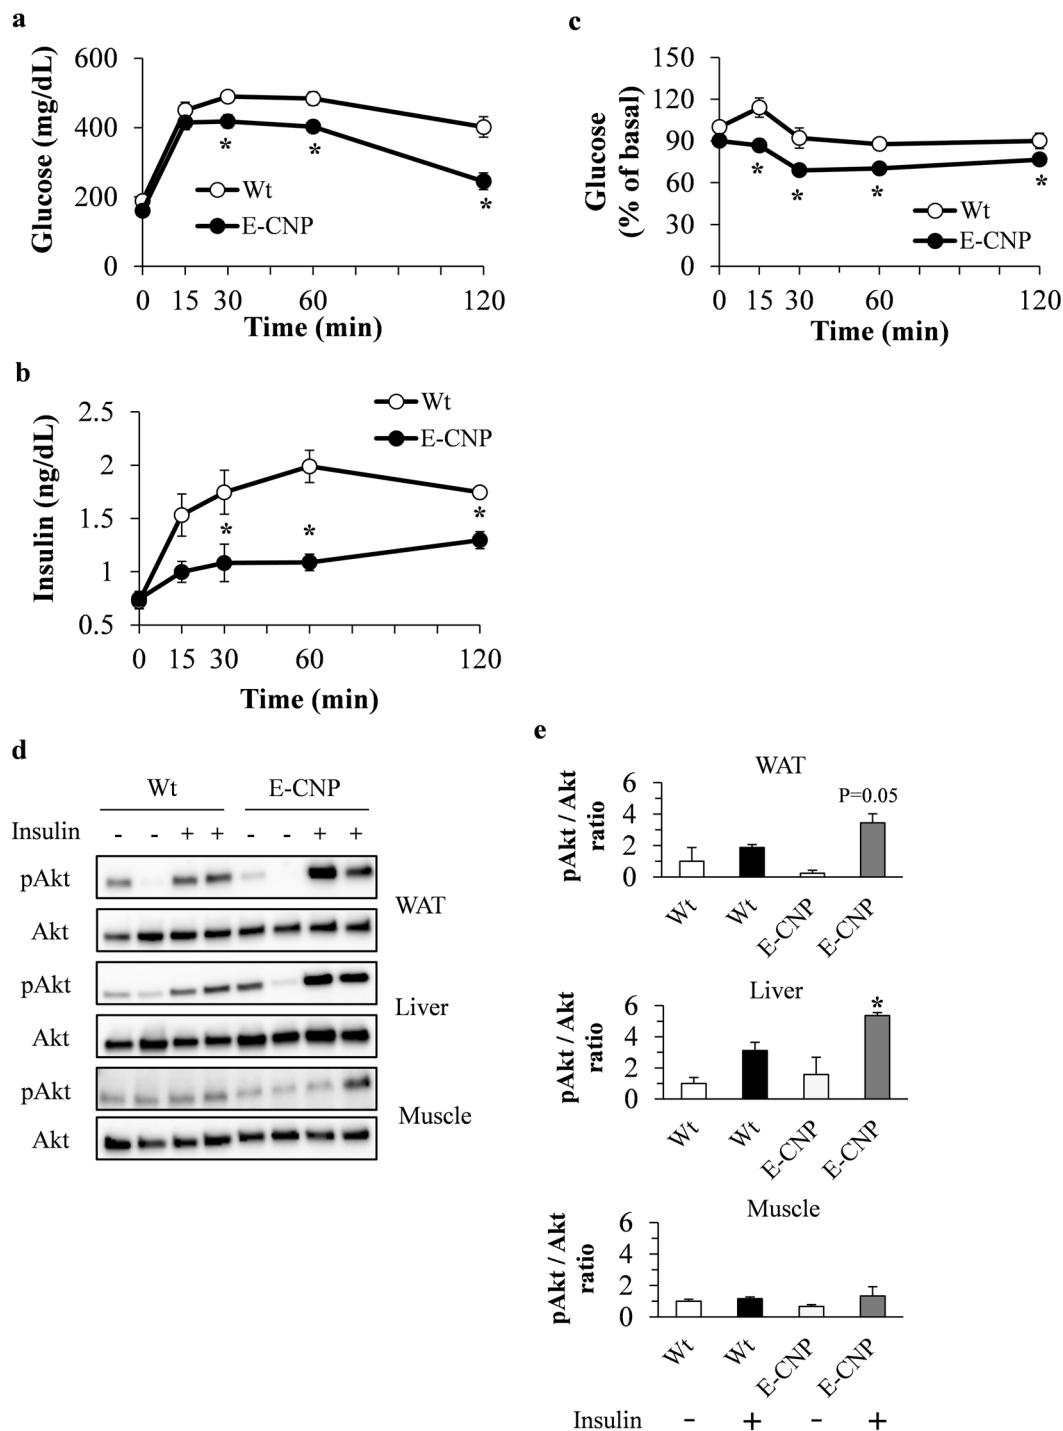 a
Glucose (mg/dL)
600
400
200
0
*
*
*
Wt
E-CNP
0 15 30 60 120
Time (min)
c
Glucose
(% of basal)
150
120
90
60
30
0
*
*
*
*
Wt
E-CNP
0 15 30 60 120
Time (min)
b
Insulin (ng/dL)
Wt
E-CNP
2.5
2
1.5
1
0.5
*
*
*
0 15 30 60 120
Time (min)
d
Wt E-CNP
Insulin - - + + - - + +
pAkt
Akt
WAT
pAkt
Akt
Liver
pAkt
Akt
Muscle
e
WAT
pAkt / Akt
ratio
6
4
2
0
P=0.05
Wt Wt E-CNP E-CNP
Liver
pAkt / Akt
ratio
6
4
2
0
*
Wt Wt E-CNP E-CNP
Muscle
pAkt / Akt
ratio
6
4
2
0
Wt Wt E-CNP E-CNP
Insulin - + - +